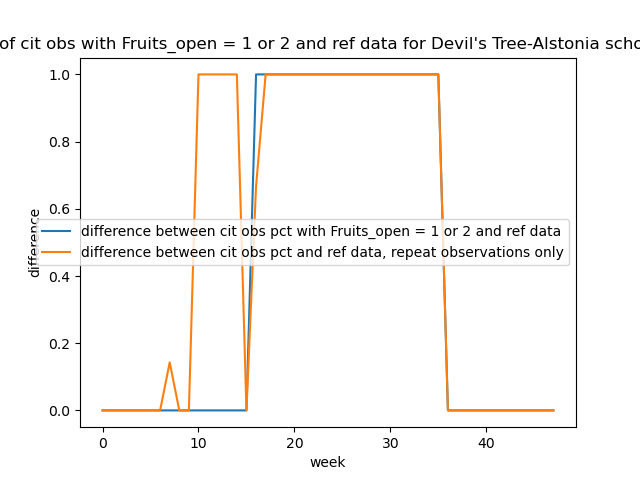 of cit obs with Fruits_open = 1 or 2 and ref data for Devil's Tree-Alstonia scho
1.0
0.8
0.6
0.4
0.2
0.0
difference
difference between cit obs pct with Fruits_open = 1 or 2 and ref data
difference between cit obs pct and ref data, repeat observations only
0 10 20 30 40
week